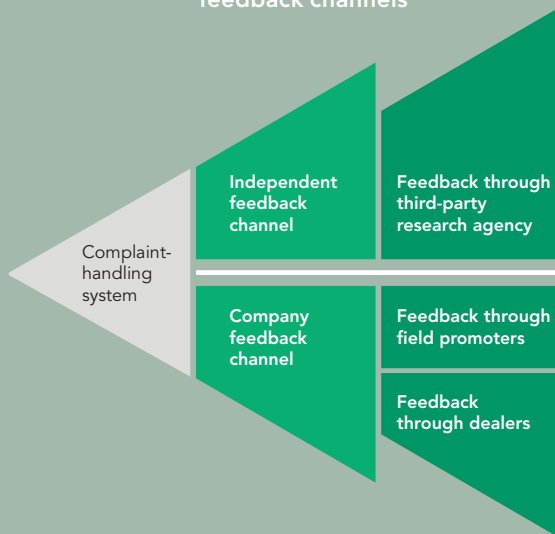 feedback channels
Independent
feedback
channel
Feedback through
third-party
research agency
Complaint-
handling
system
Company
feedback
channel
Feedback through
field promoters
Feedback
through dealers